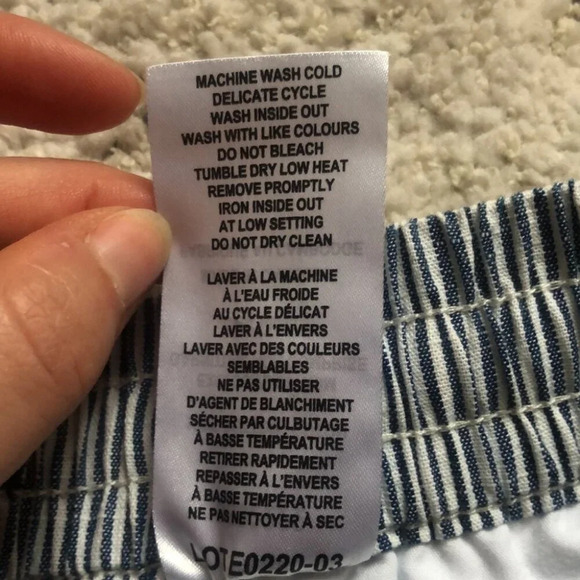 MACHINE WASH COLD
DELICATE CYCLE
WASH INSIDE OUT
WASH WITH LIKE COLOURS
DO NOT BLEACH
TUMBLE DRY LOW HEAT
REMOVE PROMPTLY
IRON INSIDE OUT
AT LOW SETTING
DO NOT DRY CLEAN
LAVER À LA MACHINE
À L'EAU FROIDE
AU CYCLE DÉLICAT
LAVER À L'ENVERS
LAVER AVEC DES COULEURS
SEMBLABLES
NE PAS UTILISER
D'AGENT DE BLANCHIMENT
SÉCHER PAR CULBUTAGE
À BASSE TEMPÉRATURE
RETIRER RAPIDEMENT
REPASSER À L'ENVERS
À BASSE TEMPÉRATURE
NE PAS NETTOYER À SEC
LOTE0220-03